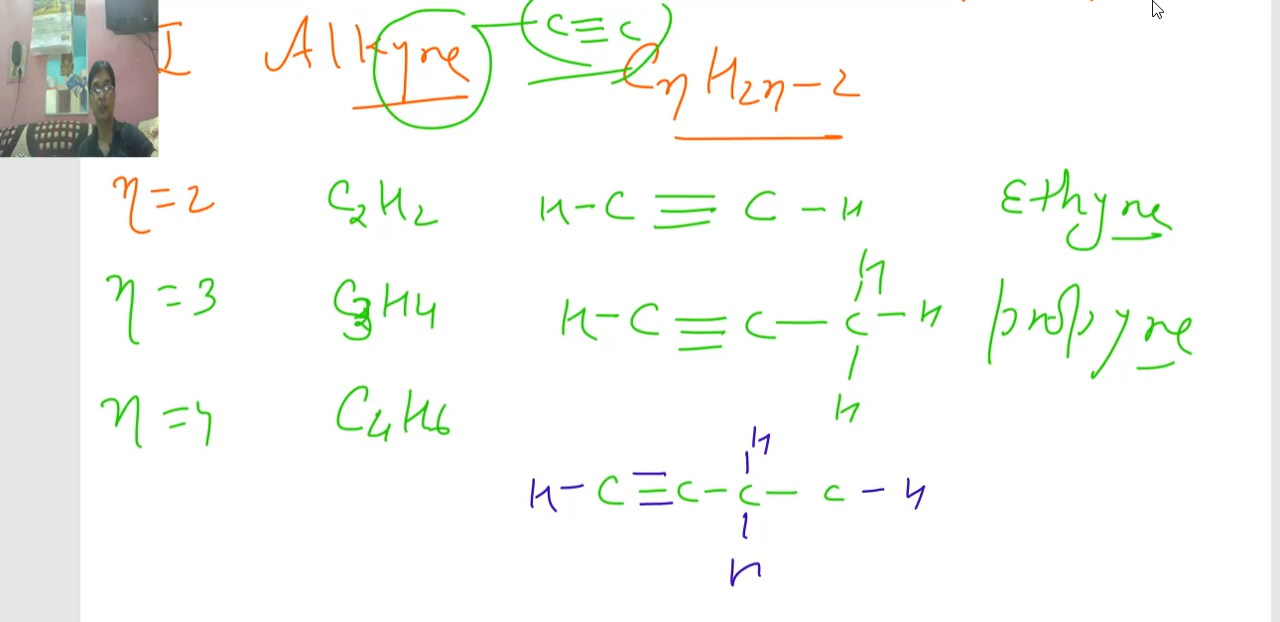 I Alkyne C≡C CnH2n-2
n=2 C2H2 H-C≡C-H Ethyne
H
n=3 C3H4 H-C≡C-C-H propyne
H
n=4 C4H6
H
H-C≡C-C-C-H
H